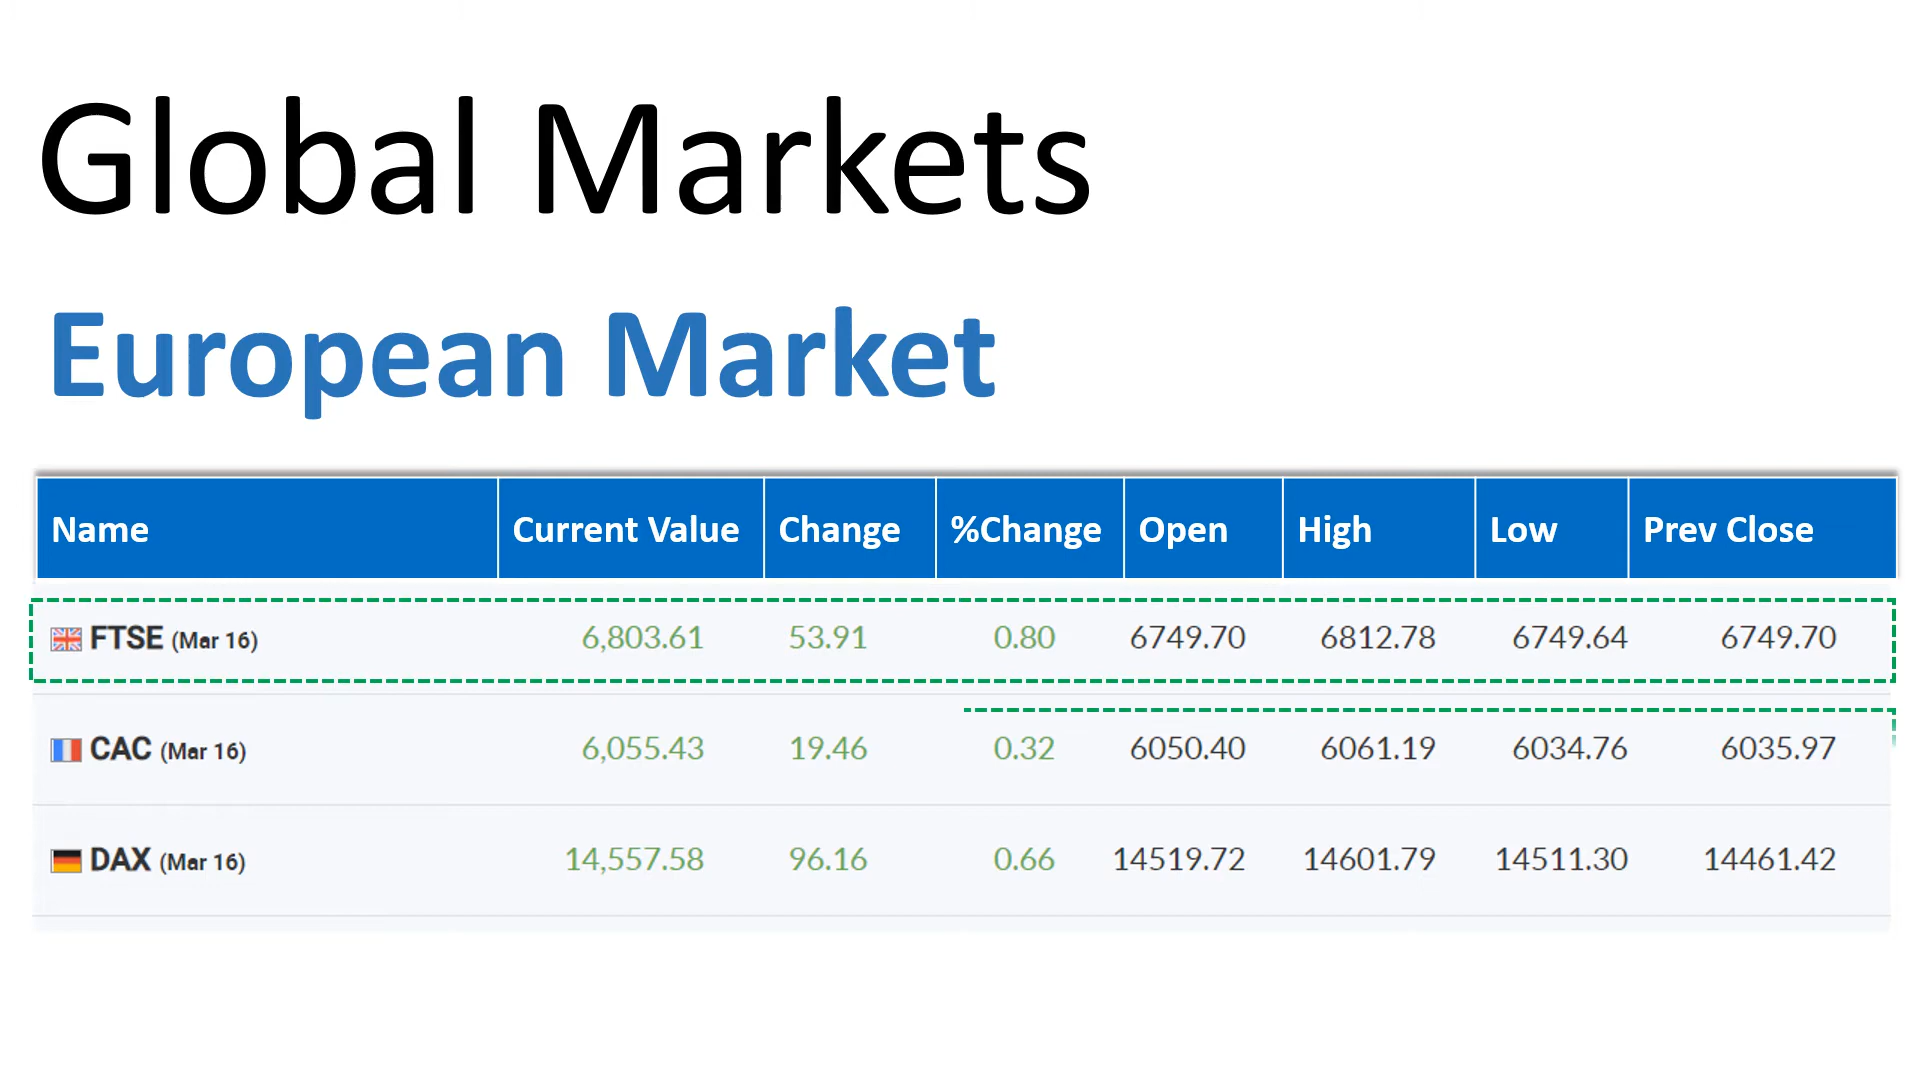 Global Markets
European Market
Name Current Value Change %Change Open High Low Prev Close
FTSE (Mar 16) 6,803.61 53.91 0.80 6749.70 6812.78 6749.64 6749.70
CAC (Mar 16) 6,055.43 19.46 0.32 6050.40 6061.19 6034.76 6035.97
DAX (Mar 16) 14,557.58 96.16 0.66 14519.72 14601.79 14511.30 14461.42